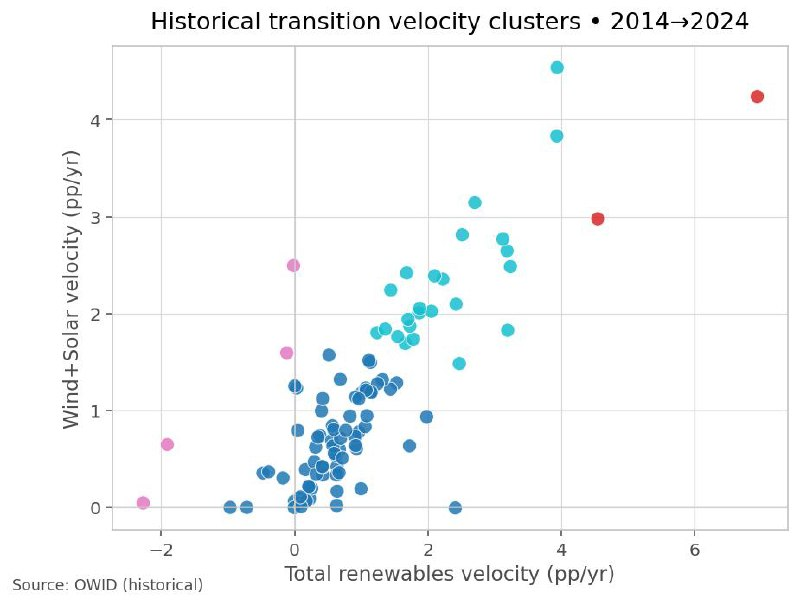 Historical transition velocity clusters • 2014→2024
Wind+Solar velocity (pp/yr)
4
3
2
1
0
−2
0
2
4
6
Total renewables velocity (pp/yr)
Source: OWID (historical)